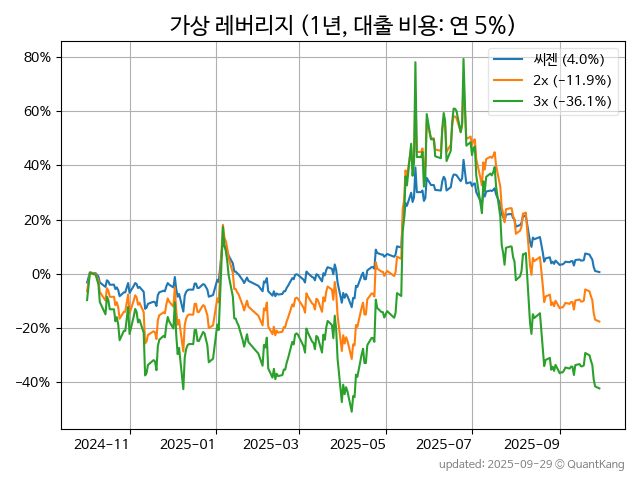 가상 레버리지 (1년, 대출 비용: 연 5%)
씨젠 (4.0%)
2x (−11.9%)
3x (−36.1%)
80%
60%
40%
20%
0%
−20%
−40%
2024-11
2025-01
2025-03
2025-05
2025-07
2025-09
updated: 2025-09-29 © QuantKang